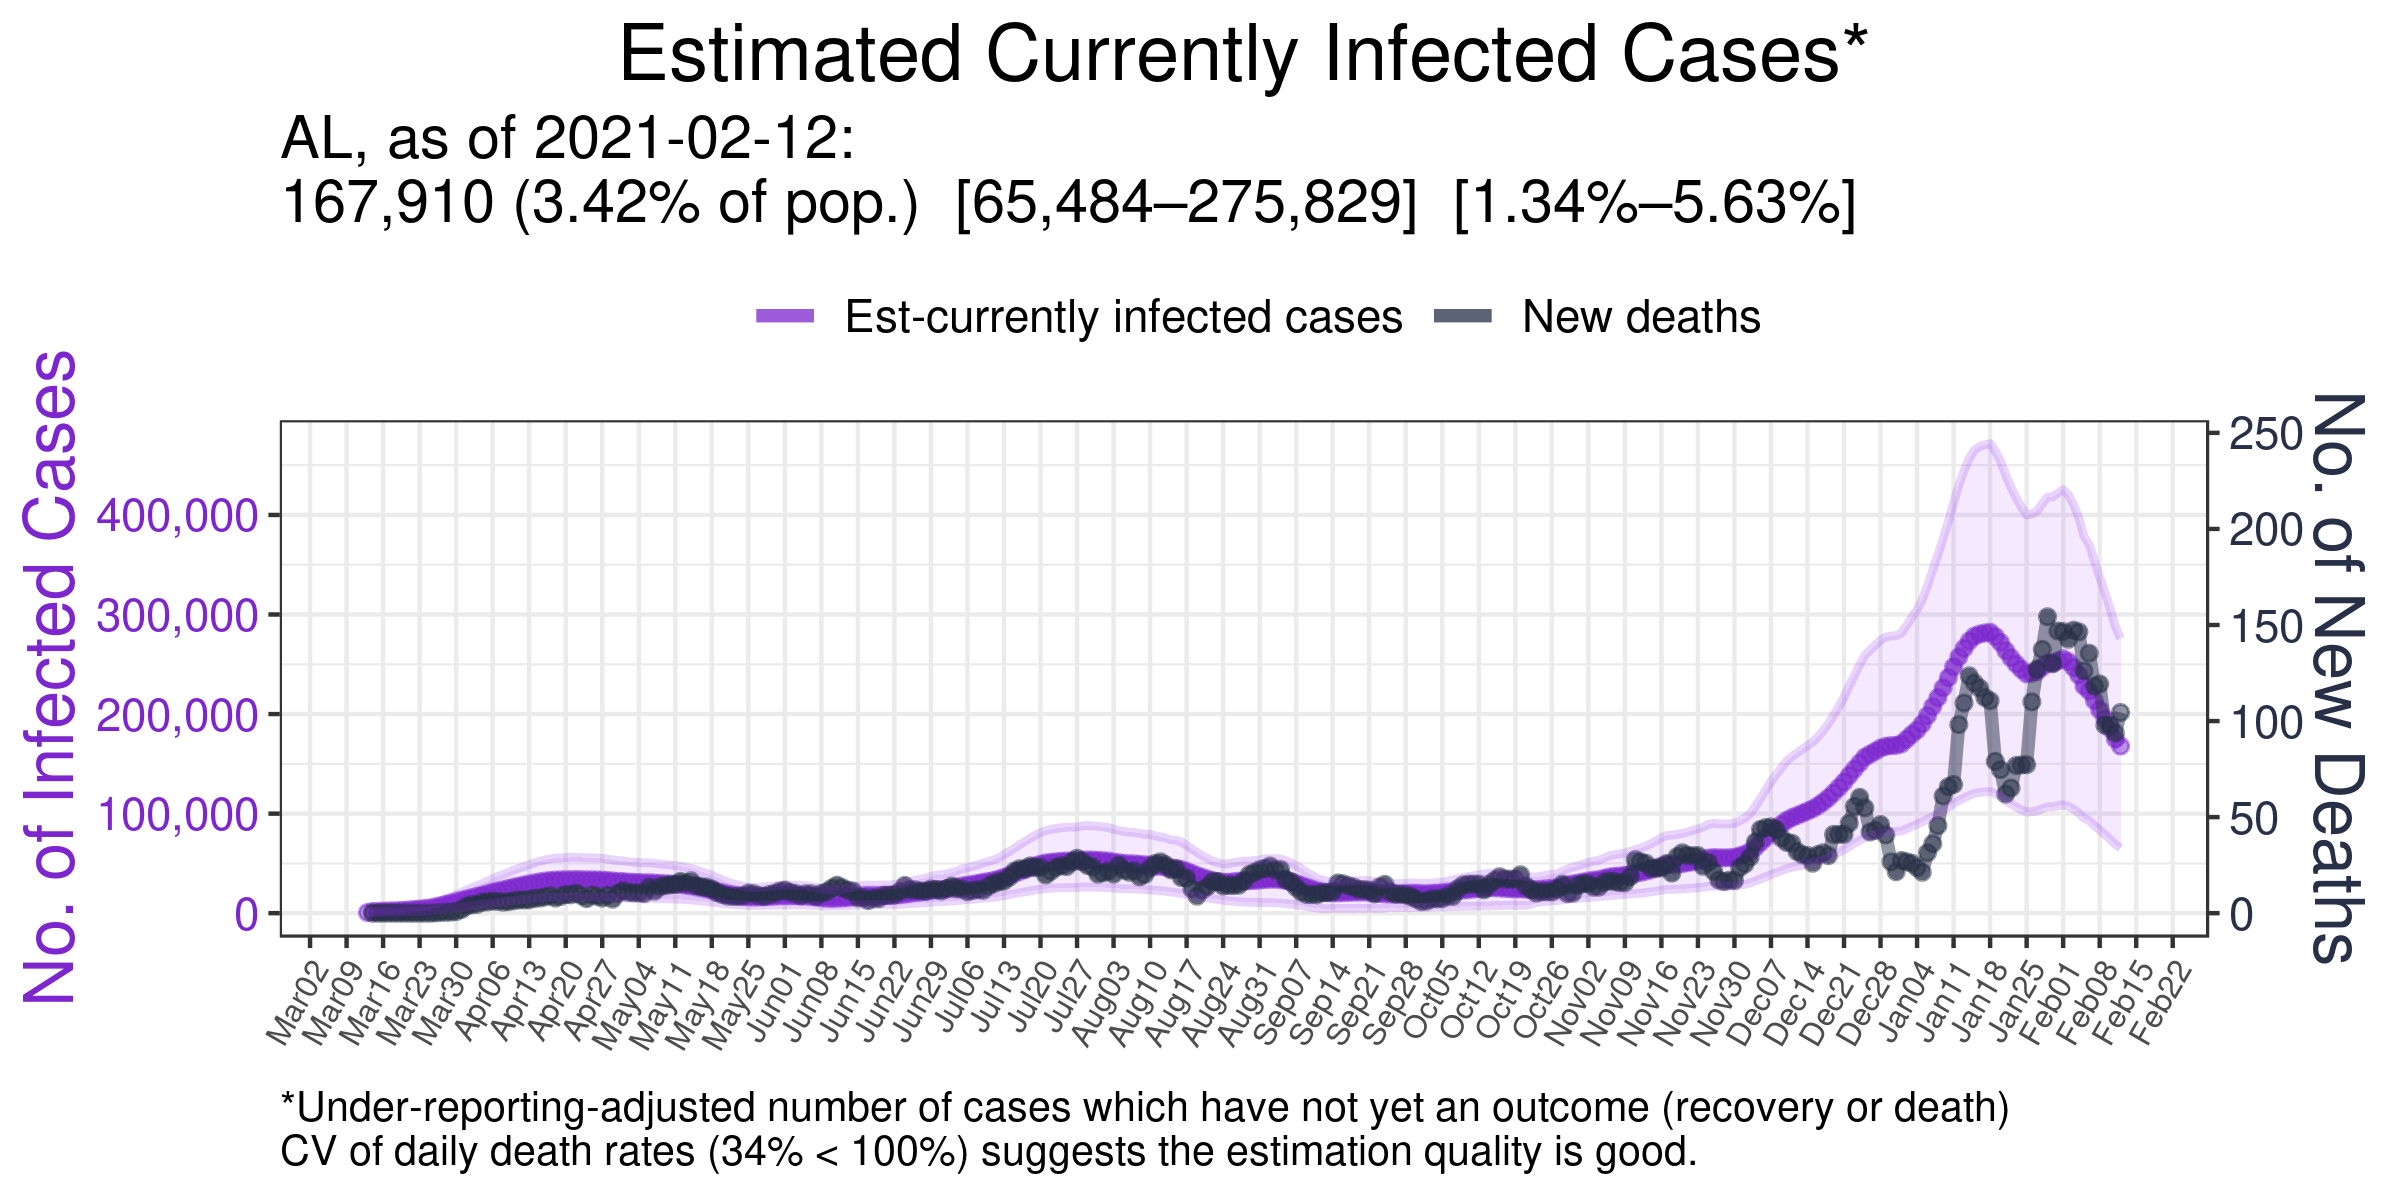 Estimated Currently Infected Cases*
AL, as of 2021-02-12:
167,910 (3.42% of pop.) [65,484–275,829] [1.34%–5.63%]
Est-currently infected cases
New deaths
No. of Infected Cases
400,000
300,000
200,000
100,000
0
250
200
150
100
50
0
No. of New Deaths
Mar02
Mar09
Mar16
Mar23
Mar30
Apr06
Apr13
Apr20
Apr27
May04
May11
May18
May25
Jun01
Jun08
Jun15
Jun22
Jun29
Jul06
Jul13
Jul20
Jul27
Aug03
Aug10
Aug17
Aug24
Aug31
Sep07
Sep14
Sep21
Sep28
Oct05
Oct12
Oct19
Oct26
Nov02
Nov09
Nov16
Nov23
Nov30
Dec07
Dec14
Dec21
Dec28
Jan04
Jan11
Jan18
Jan25
Feb01
Feb08
Feb15
Feb22
*Under-reporting-adjusted number of cases which have not yet an outcome (recovery or death)
CV of daily death rates (34% < 100%) suggests the estimation quality is good.